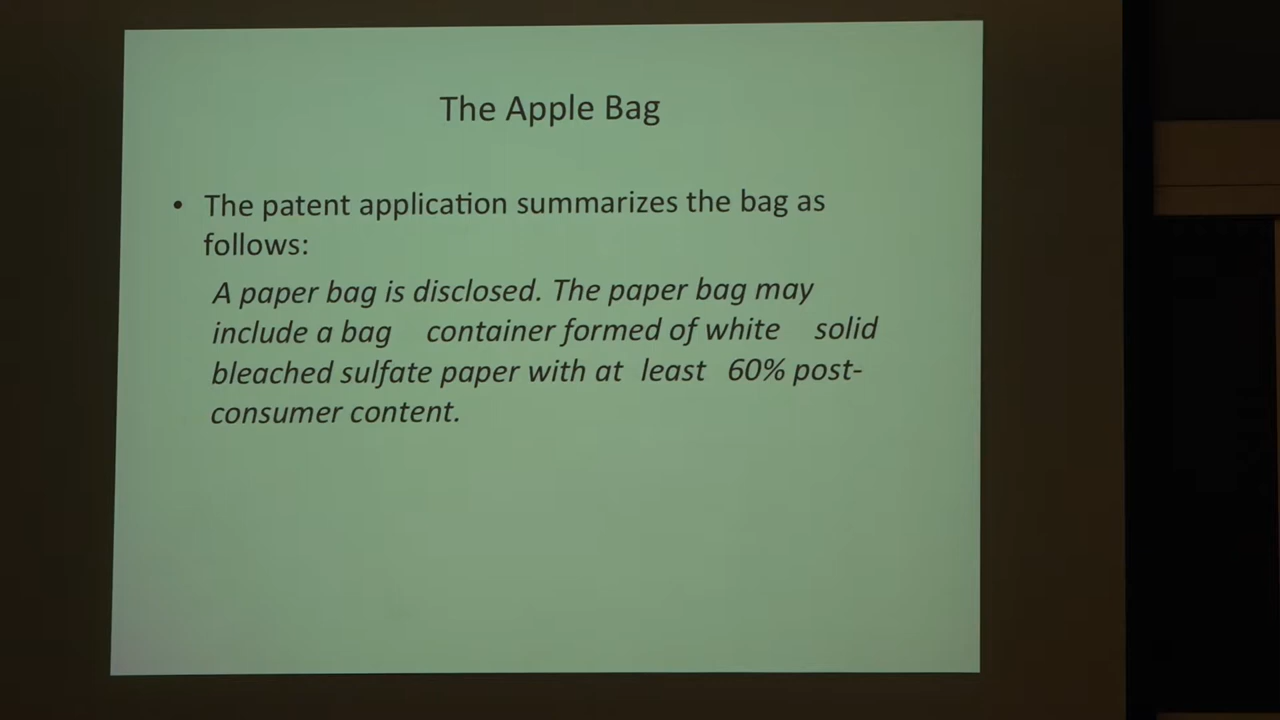 The Apple Bag
• The patent application summarizes the bag as
follows:
A paper bag is disclosed. The paper bag may
include a bag container formed of white solid
bleached sulfate paper with at least 60% post-
consumer content.